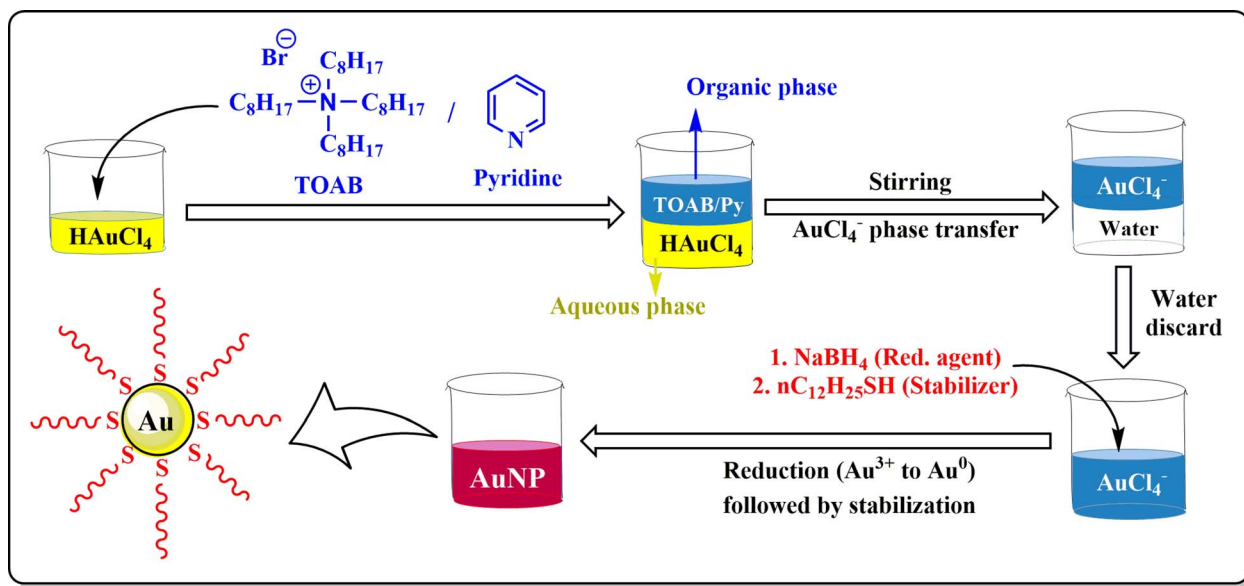 Br⊖
C₈H₁₇
C₈H₁₇—N⊕—C₈H₁₇ /
C₈H₁₇
N
TOAB
Pyridine
HAuCl₄
Organic phase
TOAB/Py
HAuCl₄
Aqueous phase
Stirring
AuCl₄⁻ phase transfer
AuCl₄⁻
Water
Water
discard
1. NaBH₄ (Red. agent)
2. nC₁₂H₂₅SH (Stabilizer)
AuCl₄⁻
Reduction (Au³⁺ to Au⁰)
followed by stabilization
AuNP
S
S
S
S
Au
S
S
S
S